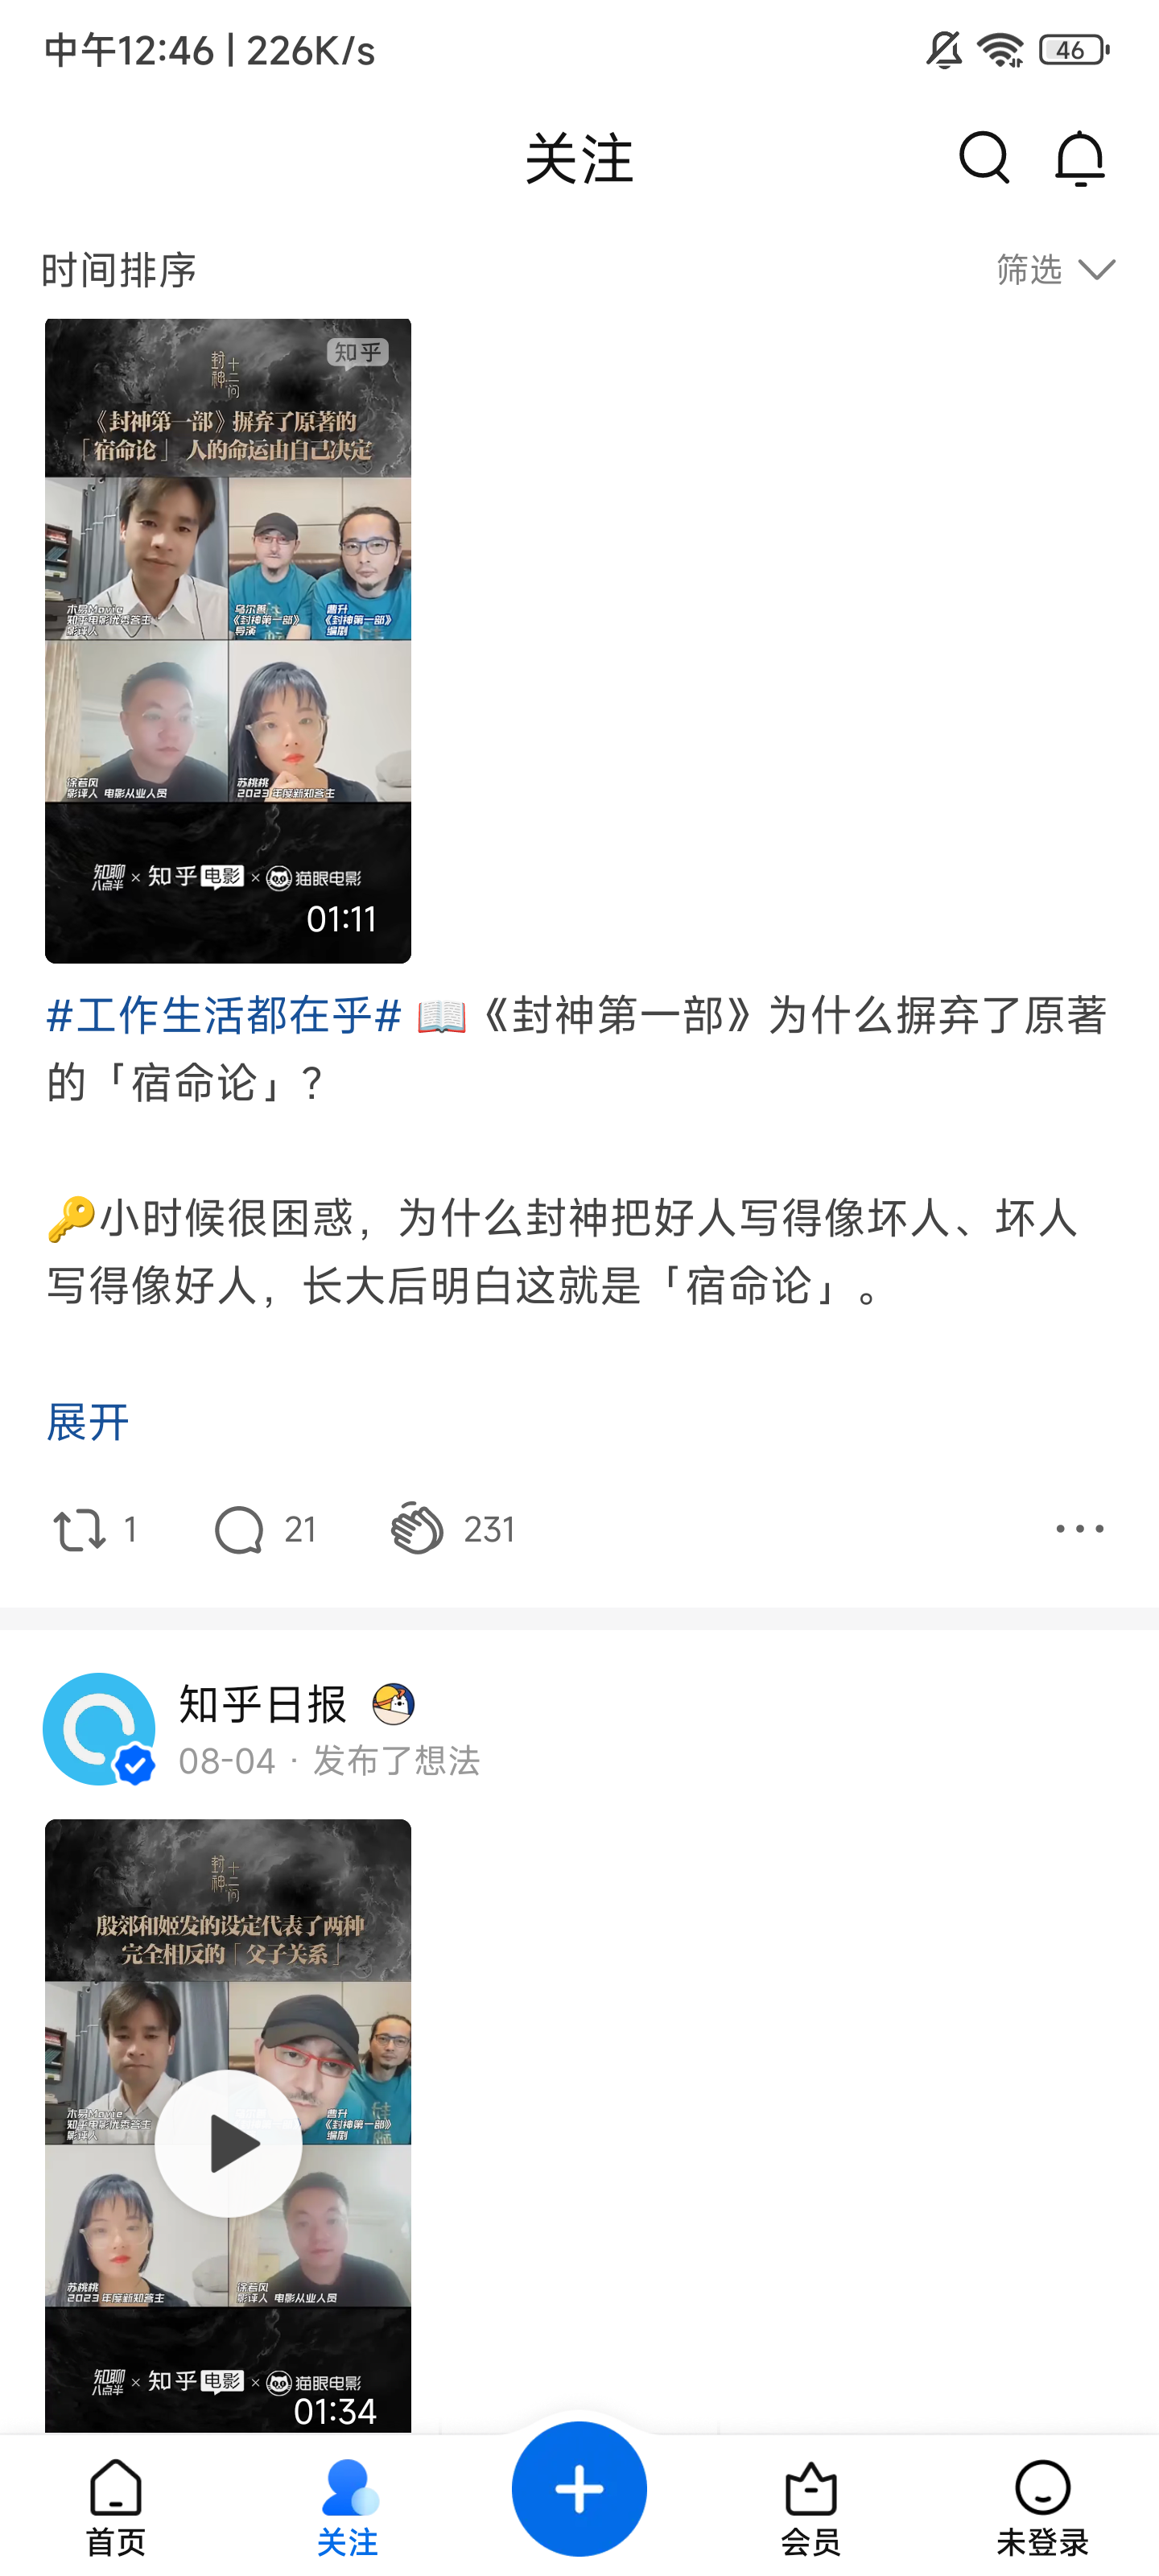 中午12:46 | 226K/s
46
关注
时间排序
筛选
知乎
封神十二问
《封神第一部》摒弃了原著的
「宿命论」 人的命运由自己决定
木易Movie
知乎电影优秀答主
影评人
乌尔善
《封神第一部》
导演
曹升
《封神第一部》
编剧
徐若风
影评人 电影从业人员
苏桃桃
2023 年度新知答主
知聊八点半 × 知乎电影 × 猫眼电影
01:11
#工作生活都在乎# 📖《封神第一部》为什么摒弃了原著
的「宿命论」?
🔑小时候很困惑，为什么封神把好人写得像坏人、坏人
写得像好人，长大后明白这就是「宿命论」。
展开
1
21
231
知乎日报
08-04 · 发布了想法
封神十二问
殷郊和姬发的设定代表了两种
完全相反的「父子关系」
木易Movie
知乎电影优秀答主
影评人
曹升
《封神第一部》
编剧
苏桃桃
2023 年度新知答主
徐若风
影评人 电影从业人员
知聊八点半 × 知乎电影 × 猫眼电影
01:34
首页
关注
会员
未登录